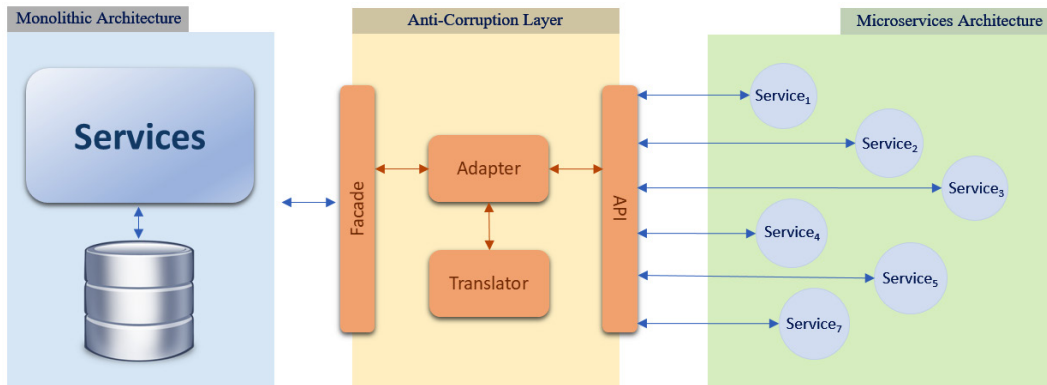 Monolithic Architecture
Anti-Corruption Layer
Microservices Architecture
Services
Facade
Adapter
Translator
API
Service₁
Service₂
Service₃
Service₄
Service₅
Service₇